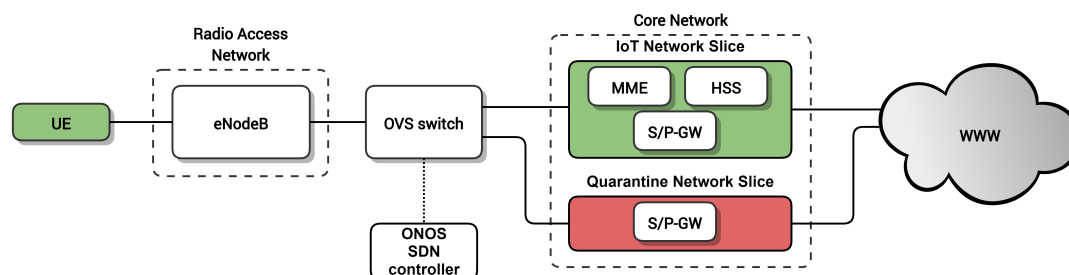 Radio Access
Network
Core Network
IoT Network Slice
MME
HSS
S/P-GW
UE
eNodeB
OVS switch
WWW
Quarantine Network Slice
S/P-GW
ONOS
SDN
controller